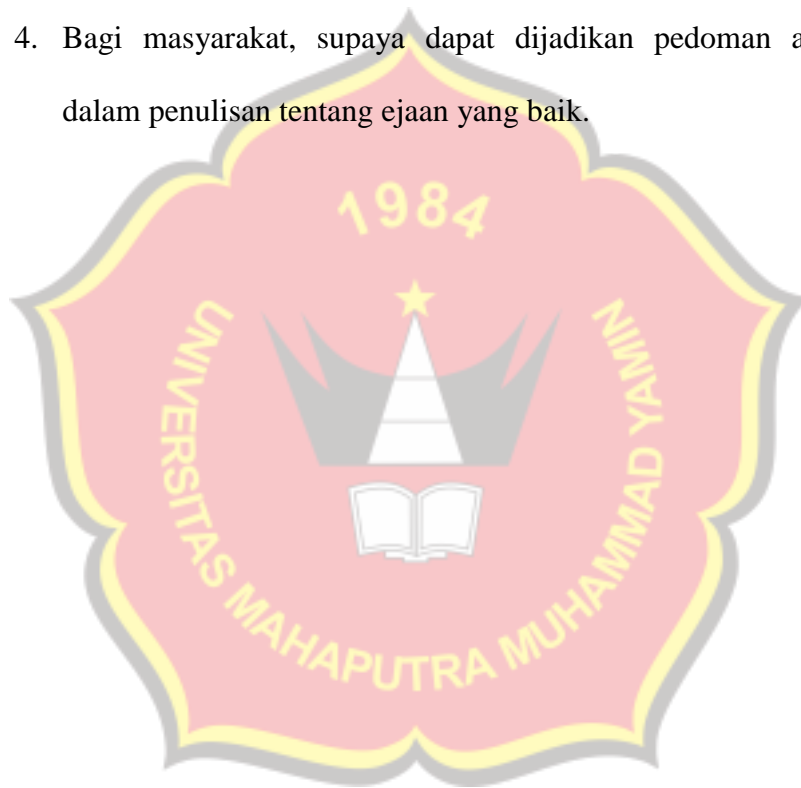 4. Bagi masyarakat, supaya dapat dijadikan pedoman a
dalam penulisan tentang ejaan yang baik.
1984
UNIVERSITAS MAHAPUTRA MUHAMMAD YAMIN